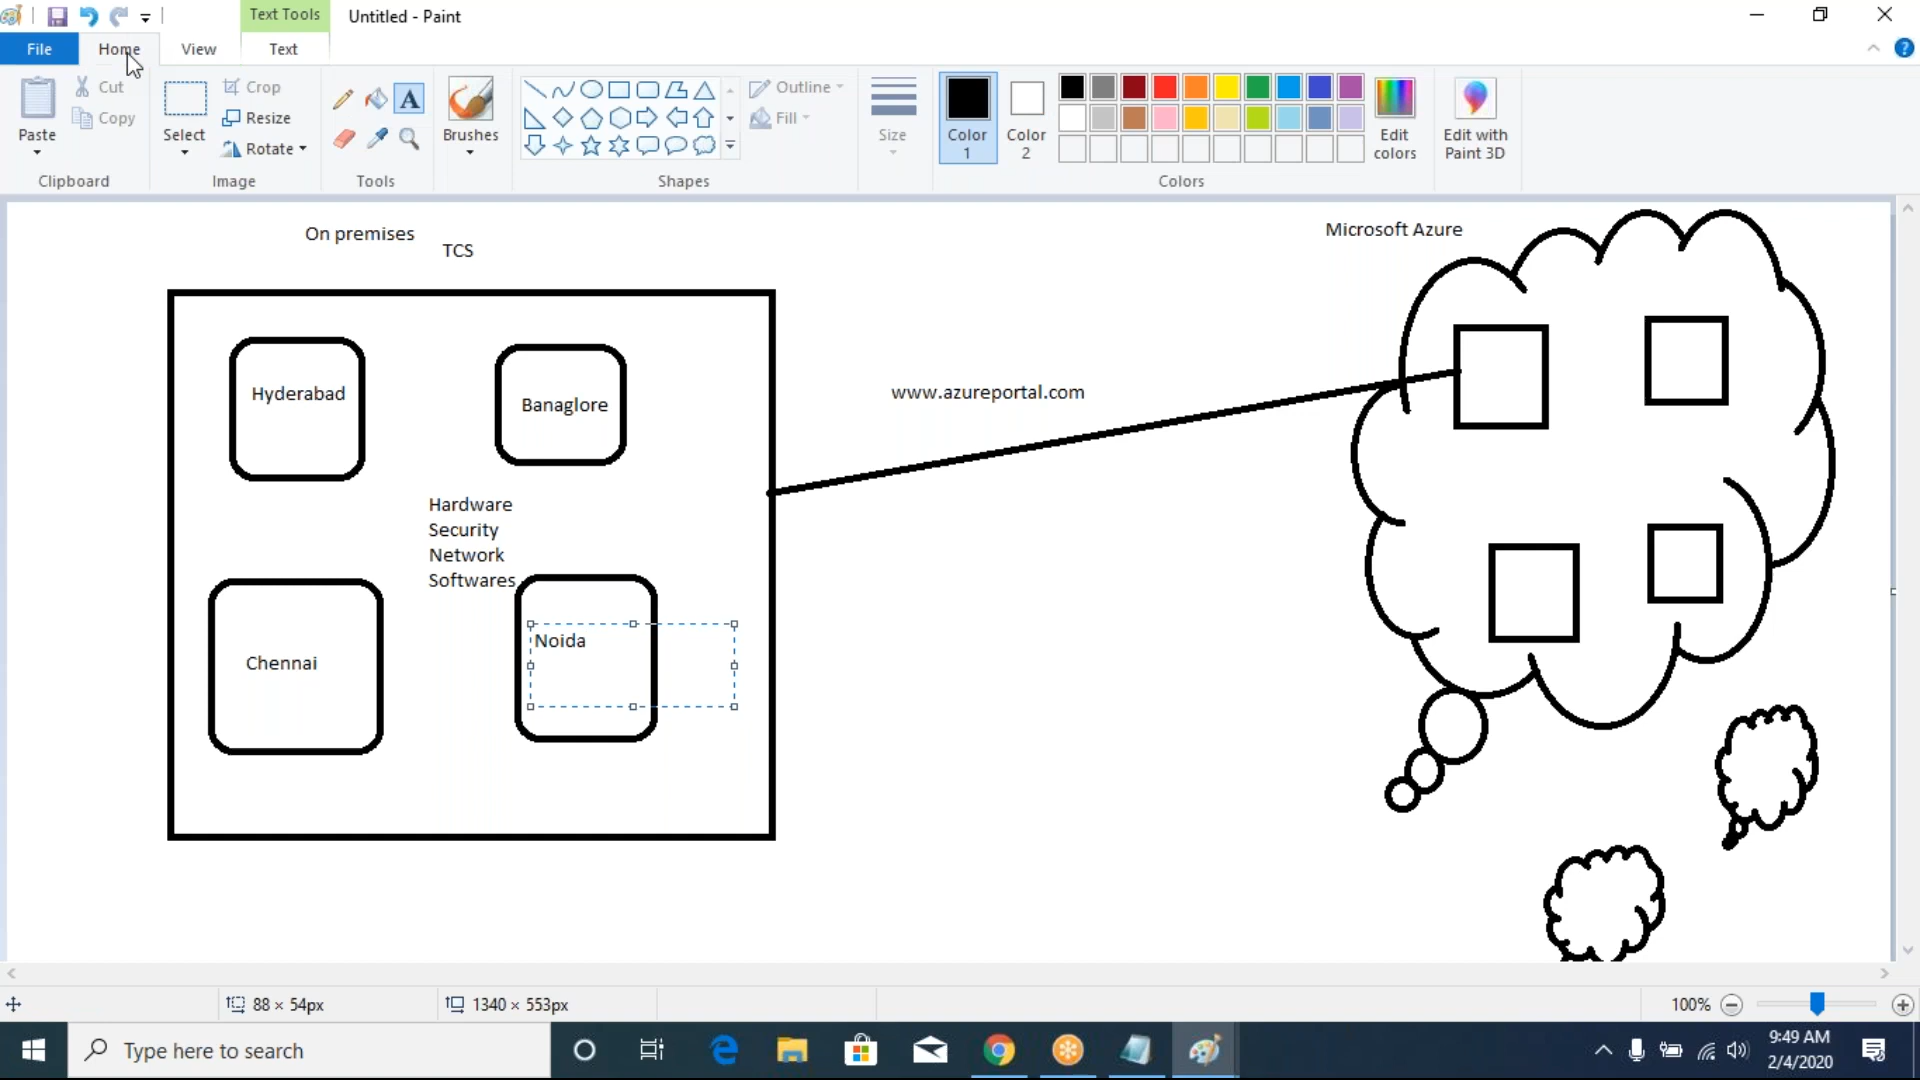 Text Tools
Untitled - Paint
File
Home
View
Text
Paste
Cut
Copy
Clipboard
Select
Crop
Resize
Rotate
Image
A
Tools
Brushes
Shapes
Outline
Fill
Size
Color
1
Color
2
Colors
Edit
colors
Edit with
Paint 3D
On premises
TCS
Microsoft Azure
Hyderabad
Banaglore
www.azureportal.com
Hardware
Security
Network
Softwares
Chennai
Noida
88 × 54px
1340 × 553px
100%
Type here to search
9:49 AM
2/4/2020